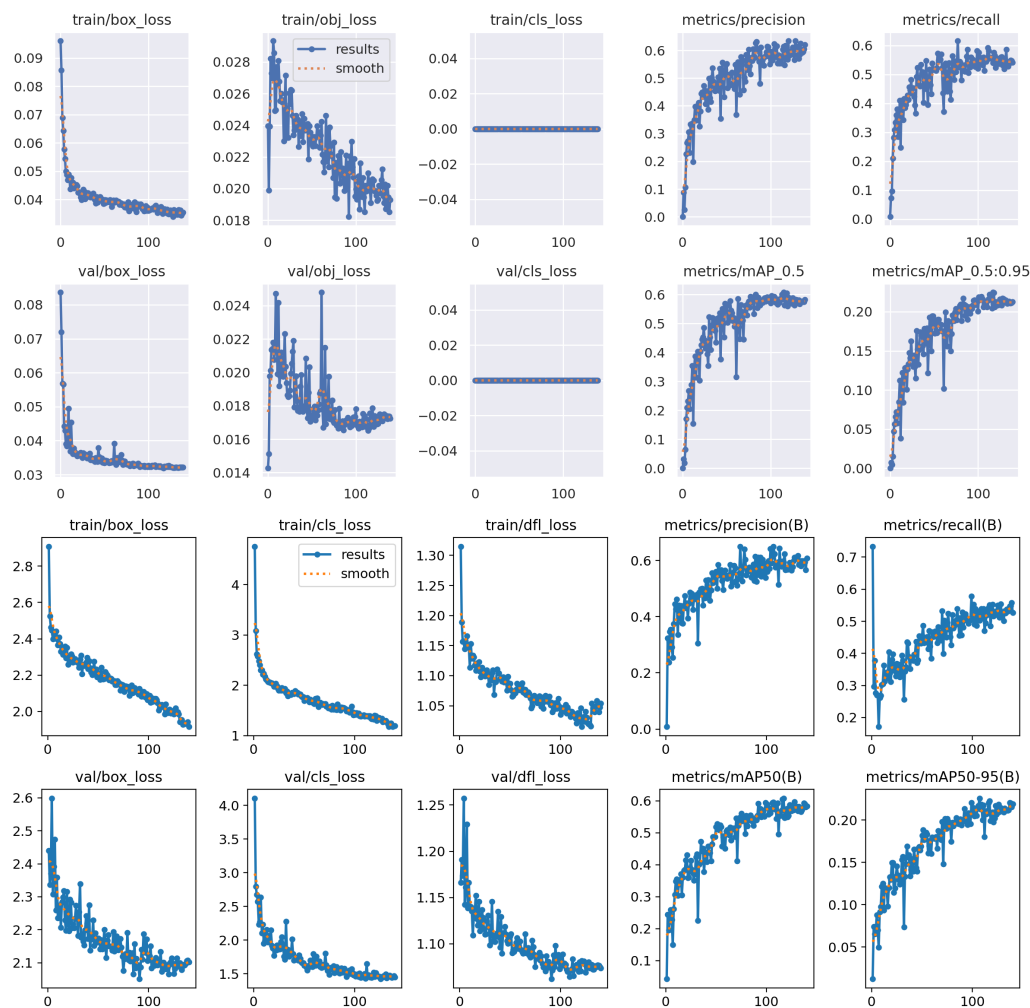 train/box_loss train/obj_loss train/cls_loss metrics/precision metrics/recall
results
smooth
0.09 0.08 0.07 0.06 0.05 0.04
0.028 0.026 0.024 0.022 0.020 0.018
0.04 0.02 0.00 −0.02 −0.04
0.6 0.5 0.4 0.3 0.2 0.1 0.0
0.6 0.5 0.4 0.3 0.2 0.1 0.0
0 100 0 100 0 100 0 100 0 100
val/box_loss val/obj_loss val/cls_loss metrics/mAP_0.5 metrics/mAP_0.5:0.95
0.08 0.07 0.06 0.05 0.04 0.03
0.024 0.022 0.020 0.018 0.016 0.014
0.04 0.02 0.00 −0.02 −0.04
0.6 0.5 0.4 0.3 0.2 0.1 0.0
0.20 0.15 0.10 0.05 0.00
0 100 0 100 0 100 0 100 0 100
train/box_loss train/cls_loss train/dfl_loss metrics/precision(B) metrics/recall(B)
results
smooth
2.8 2.6 2.4 2.2 2.0
4 3 2 1
1.30 1.25 1.20 1.15 1.10 1.05
0.6 0.4 0.2 0.0
0.7 0.6 0.5 0.4 0.3 0.2
0 100 0 100 0 100 0 100 0 100
val/box_loss val/cls_loss val/dfl_loss metrics/mAP50(B) metrics/mAP50-95(B)
2.6 2.5 2.4 2.3 2.2 2.1
4.0 3.5 3.0 2.5 2.0 1.5
1.25 1.20 1.15 1.10
0.6 0.5 0.4 0.3 0.2 0.1
0.20 0.15 0.10 0.05
0 100 0 100 0 100 0 100 0 100